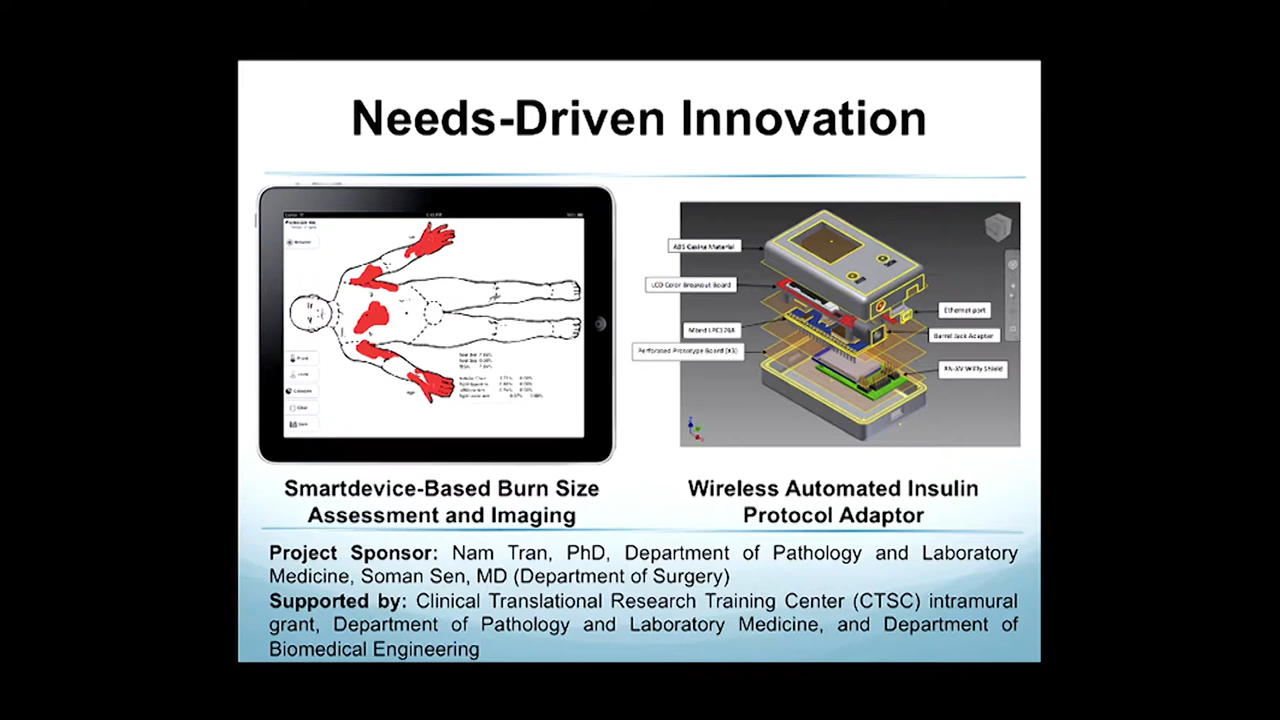 Needs-Driven Innovation
ABS Casing Material
LCD Color Breakout Board
Mbed LPC1768
Perforated Prototype Board (X3)
Ethernet port
Barrel Jack Adapter
RN-XV WiFly Shield
Smartdevice-Based Burn Size
Assessment and Imaging
Wireless Automated Insulin
Protocol Adaptor
Project Sponsor: Nam Tran, PhD, Department of Pathology and Laboratory
Medicine, Soman Sen, MD (Department of Surgery)
Supported by: Clinical Translational Research Training Center (CTSC) intramural
grant, Department of Pathology and Laboratory Medicine, and Department of
Biomedical Engineering